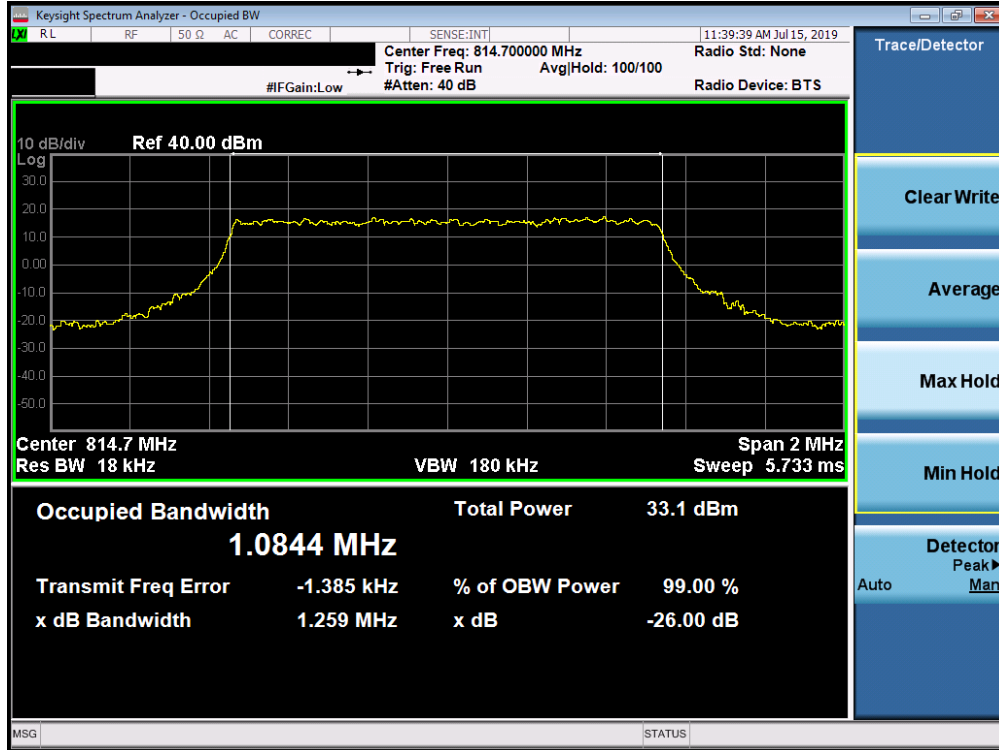 Keysight Spectrum Analyzer - Occupied BW
LXI RL RF 50 Ω AC CORREC SENSE:INT 11:39:39 AM Jul 15, 2019
Center Freq: 814.700000 MHz Radio Std: None
Trig: Free Run Avg|Hold: 100/100
#IFGain:Low #Atten: 40 dB Radio Device: BTS
Trace/Detector
10 dB/div Ref 40.00 dBm
Log
30.0
20.0
10.0
0.00
-10.0
-20.0
-30.0
-40.0
-50.0
Center 814.7 MHz Span 2 MHz
Res BW 18 kHz VBW 180 kHz Sweep 5.733 ms
Occupied Bandwidth Total Power 33.1 dBm
1.0844 MHz
Transmit Freq Error -1.385 kHz % of OBW Power 99.00 %
x dB Bandwidth 1.259 MHz x dB -26.00 dB
Clear Write
Average
Max Hold
Min Hold
Detector
Peak
Auto Man
MSG STATUS